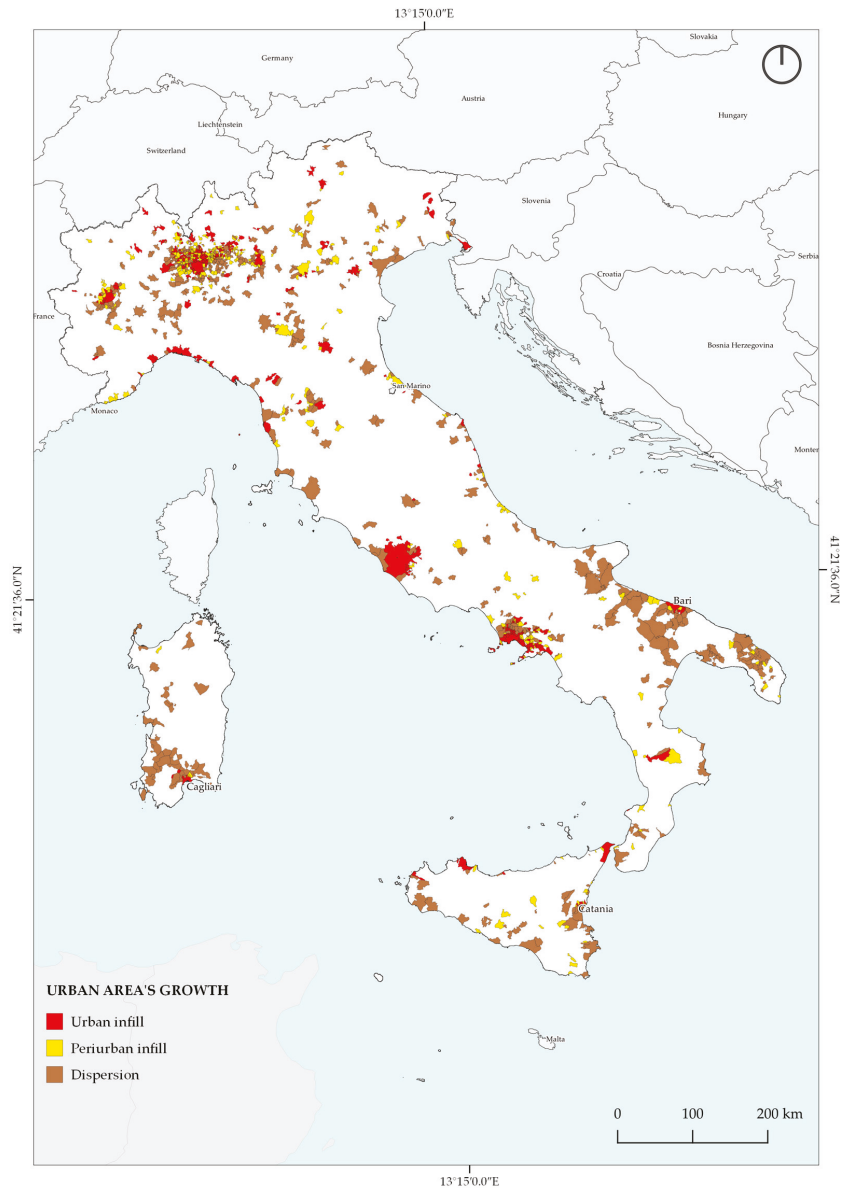 13°15'0.0"E
Slovakia
Germany
Austria
Hungary
Liechtenstein
Switzerland
Slovenia
Serbia
Croatia
France
Bosnia Herzegovina
San Marino
Monaco
Monter
41°21'36.0"N
41°21'36.0"N
Bari
Cagliari
Catania
URBAN AREA'S GROWTH
Urban infill
Periurban infill
Dispersion
Malta
0 100 200 km
13°15'0.0"E